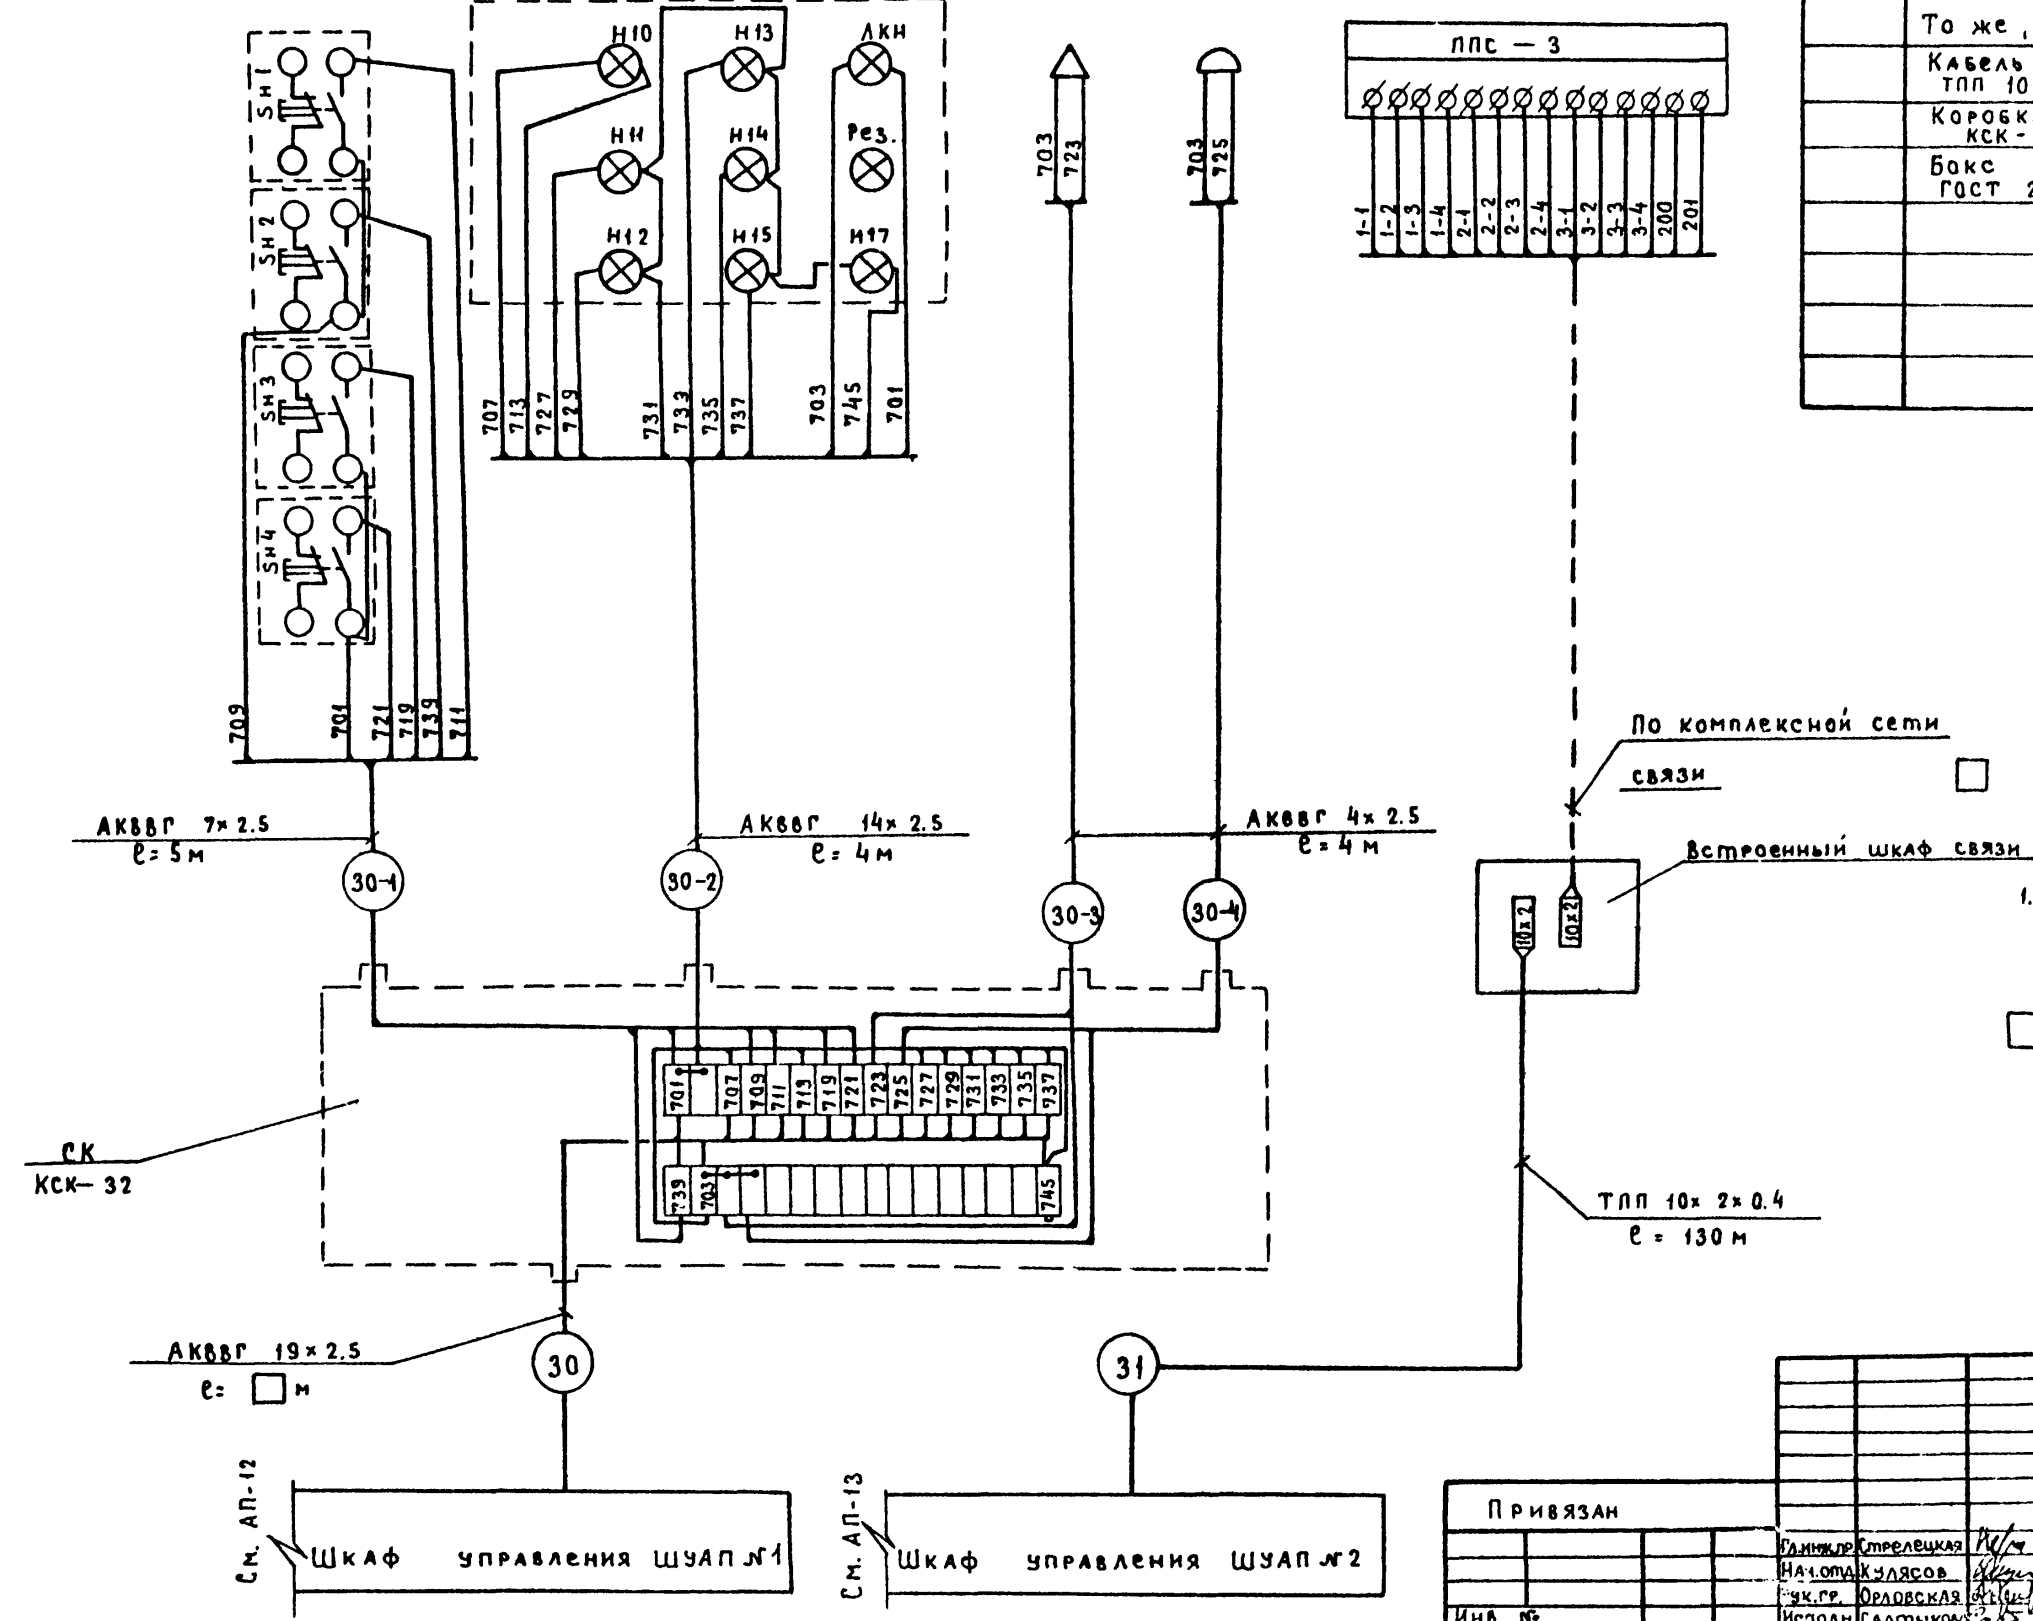 SH1
SH2
SH3
SH4
709
701
721
719
739
711
Н10
Н13
ЛКН
Н11
Н14
Рез.
Н12
Н15
Н17
707
713
727
729
731
733
735
737
703
745
701
703
723
703
725
ППС — 3
1-1
1-2
1-3
1-4
2-1
2-2
2-3
2-4
3-1
3-2
3-3
3-4
200
201
То же,
Кабель
ТПП 10
КСК-
Бокс
ГОСТ 2
АКВВГ 7×2.5
ℓ= 5 м
АКВВГ 14×2.5
ℓ= 4 м
АКВВГ 4×2.5
ℓ= 4 м
По комплексной сети
связи
Встроенный шкаф связи
1.
30-1
30-2
30-3
30-4
10×2
10×2
701
707
709
711
713
719
721
723
725
727
729
731
733
735
737
739
703
745
СК
КСК-32
ТПП 10×2×0.4
ℓ= 130 м
АКВВГ 19×2.5
ℓ= м
30
31
См. АП-12
Шкаф управления ШУАП №1
См. АП-13
Шкаф управления ШУАП №2
Привязан
Гл.инж.пр Стрелецкая
Нач.отд Кулясов
Рук.гр. Орловская
Инв. №